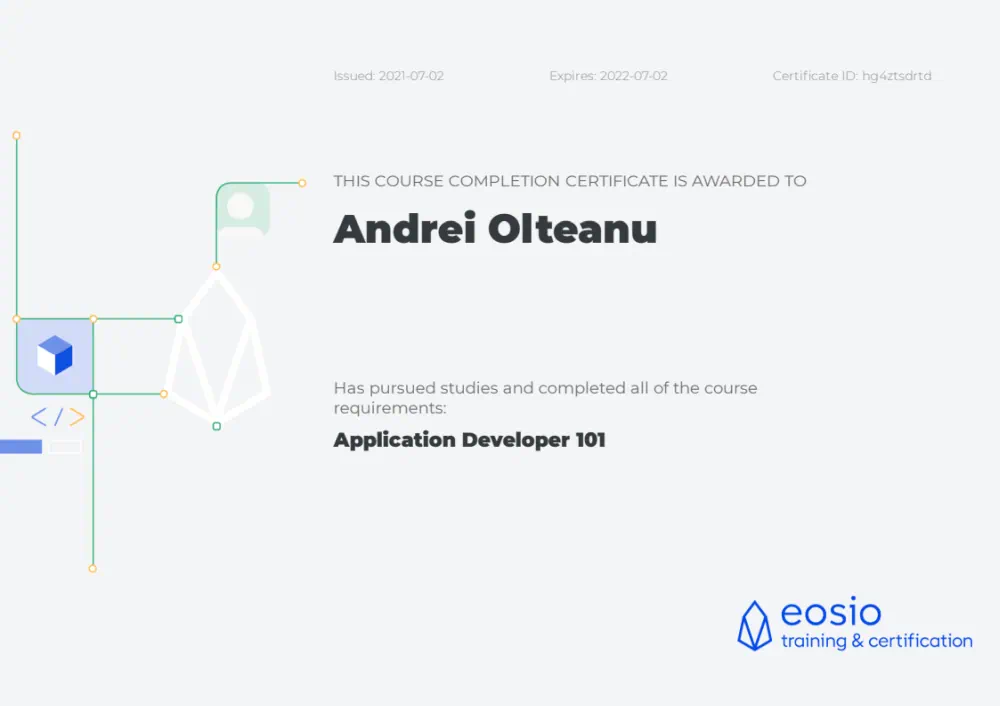 Issued: 2021-07-02 Expires: 2022-07-02 Certificate ID: hg4ztsdrtd
THIS COURSE COMPLETION CERTIFICATE IS AWARDED TO
Andrei Olteanu
Has pursued studies and completed all of the course
requirements:
</>
Application Developer 101
eosio
training & certification